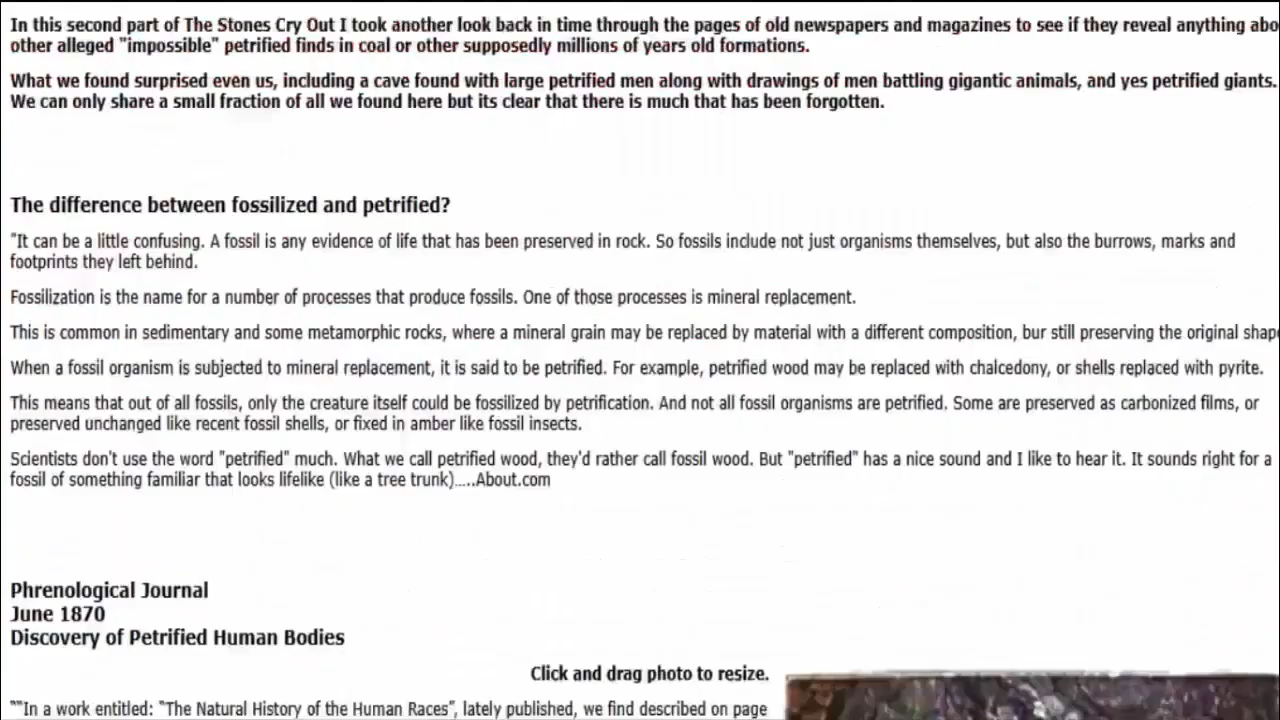 In this second part of The Stones Cry Out I took another look back in time through the pages of old newspapers and magazines to see if they reveal anything abo
other alleged "impossible" petrified finds in coal or other supposedly millions of years old formations.
What we found surprised even us, including a cave found with large petrified men along with drawings of men battling gigantic animals, and yes petrified giants.
We can only share a small fraction of all we found here but its clear that there is much that has been forgotten.
The difference between fossilized and petrified?
"It can be a little confusing. A fossil is any evidence of life that has been preserved in rock. So fossils include not just organisms themselves, but also the burrows, marks and
footprints they left behind.
Fossilization is the name for a number of processes that produce fossils. One of those processes is mineral replacement.
This is common in sedimentary and some metamorphic rocks, where a mineral grain may be replaced by material with a different composition, bur still preserving the original shape
When a fossil organism is subjected to mineral replacement, it is said to be petrified. For example, petrified wood may be replaced with chalcedony, or shells replaced with pyrite.
This means that out of all fossils, only the creature itself could be fossilized by petrification. And not all fossil organisms are petrified. Some are preserved as carbonized films, or
preserved unchanged like recent fossil shells, or fixed in amber like fossil insects.
Scientists don't use the word "petrified" much. What we call petrified wood, they'd rather call fossil wood. But "petrified" has a nice sound and I like to hear it. It sounds right for a
fossil of something familiar that looks lifelike (like a tree trunk).....About.com
Phrenological Journal
June 1870
Discovery of Petrified Human Bodies
Click and drag photo to resize.
""In a work entitled: "The Natural History of the Human Races", lately published, we find described on page